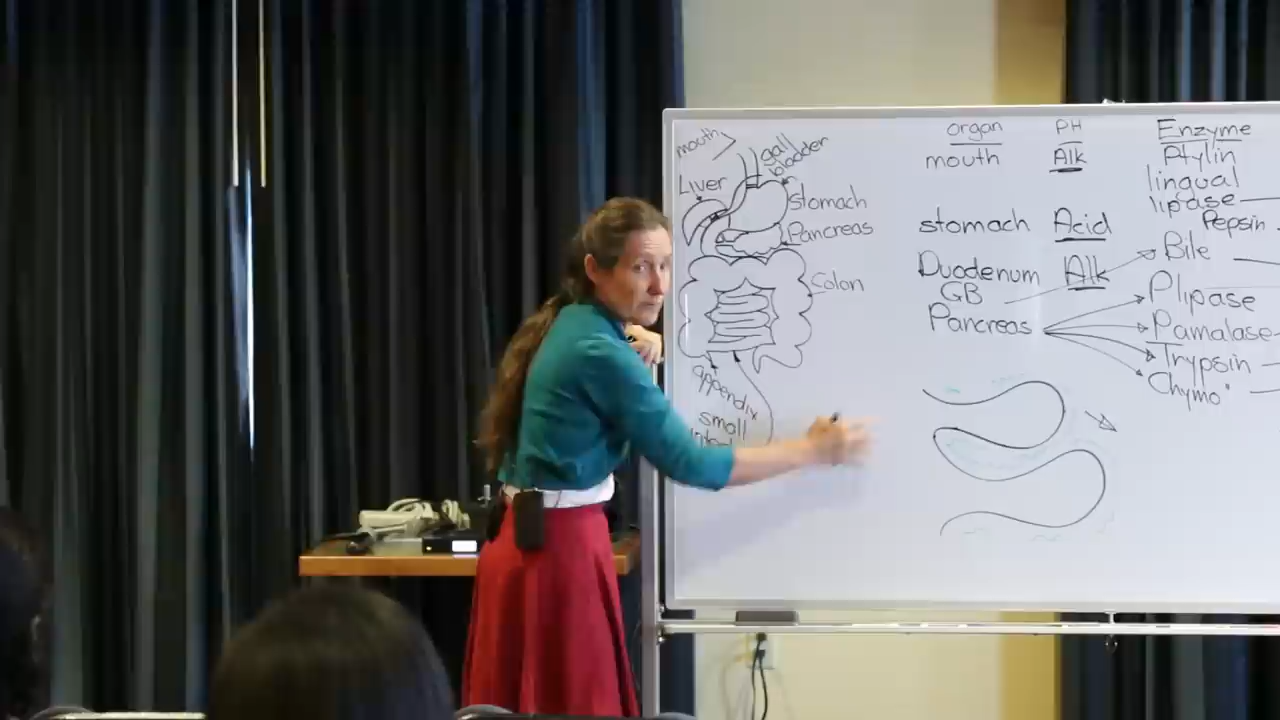 mouth
gall
bladder
Liver
Stomach
Pancreas
Colon
appendix
small
organ PH Enzyme
mouth Alk Ptylin
lingual
lipase
stomach Acid Pepsin
Duodenum Alk Bile
GB
Pancreas Plipase
Pamalase
Trypsin
Chymo"